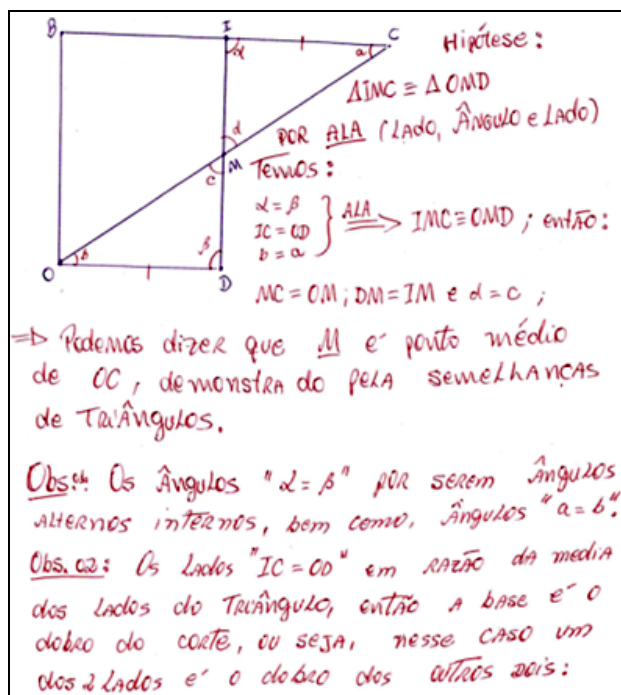 B I C
α a
d
M
c
b β
O D
Hipótese:
ΔIMC ≡ ΔOMD
POR ALA (LADO, ÂNGULO e LADO)
Temos:
α = β
IC = OD
b = a
} ALA => IMC ≡ OMD ; entÃO:
MC = OM ; DM = IM e d = c ;
=> Podemos dizer que M é ponto médio
de OC, demonstrado pela semelhanças
de TRIÂNGULOS.
Obs.01: Os Ângulos "α = β" por serem Ângulos
ALTERNOS INTERNOS, bem como, Ângulos "a = b".
Obs. 02: Os LADOS "IC = OD" em RAZÃO da media
dos LADOS do TRIÂNGULO, entÃO A bASE é o
dobro do CORTE, OU SEJA, nesse CASO um
dos 2 LADOS é o dobro dos OUTROS DOIS: